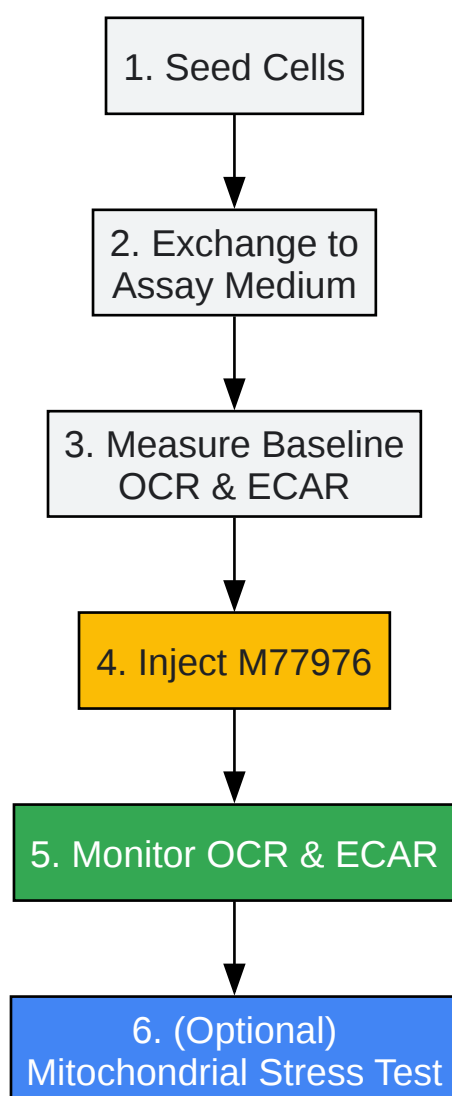 1. Seed Cells
2. Exchange to
Assay Medium
3. Measure Baseline
OCR & ECAR
4. Inject M77976
5. Monitor OCR & ECAR
6. (Optional)
Mitochondrial Stress Test